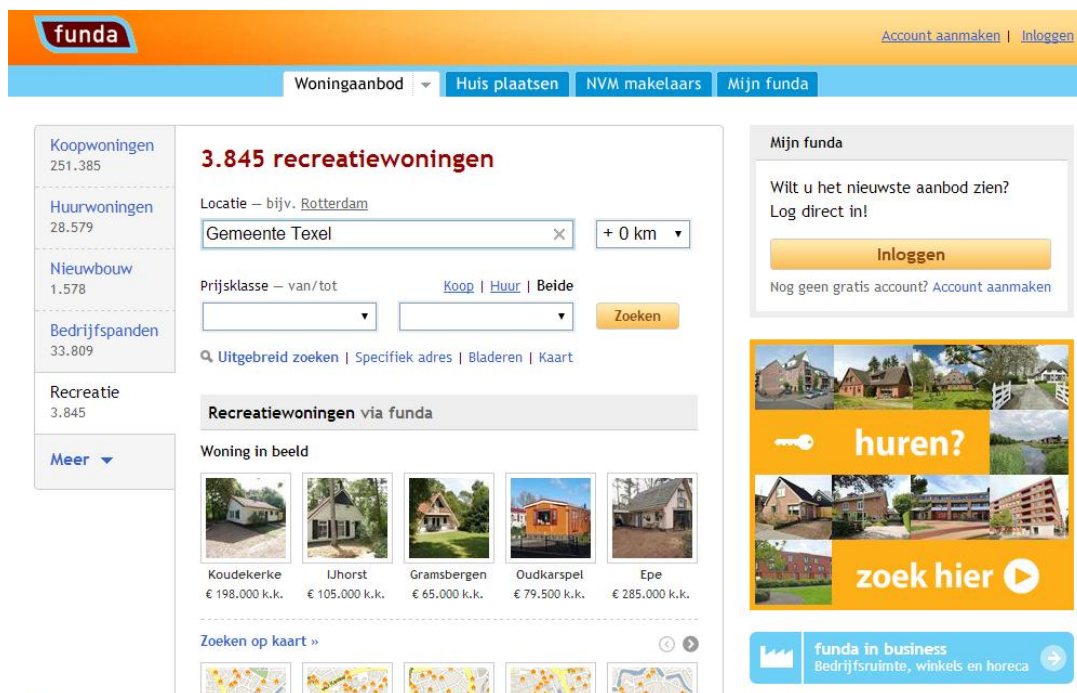 funda
Account aanmaken | Inloggen
Woningaanbod
Huis plaatsen
NVM makelaars
Mijn funda
Koopwoningen
251.385
Huurwoningen
28.579
Nieuwbouw
1.578
Bedrijfspanden
33.809
Recreatie
3.845
Meer
3.845 recreatiewoningen
Locatie — bijv. Rotterdam
Gemeente Texel
+ 0 km
Prijsklasse — van/tot
Koop | Huur | Beide
Zoeken
Uitgebreid zoeken | Specifiek adres | Bladeren | Kaart
Recreatiewoningen via funda
Woning in beeld
Koudekerke
€ 198.000 k.k.
IJhorst
€ 105.000 k.k.
Gramsbergen
€ 65.000 k.k.
Oudkarspel
€ 79.500 k.k.
Epe
€ 285.000 k.k.
Zoeken op kaart »
Mijn funda
Wilt u het nieuwste aanbod zien?
Log direct in!
Inloggen
Nog geen gratis account? Account aanmaken
huren?
zoek hier
funda in business
Bedrijfsruimte, winkels en horeca